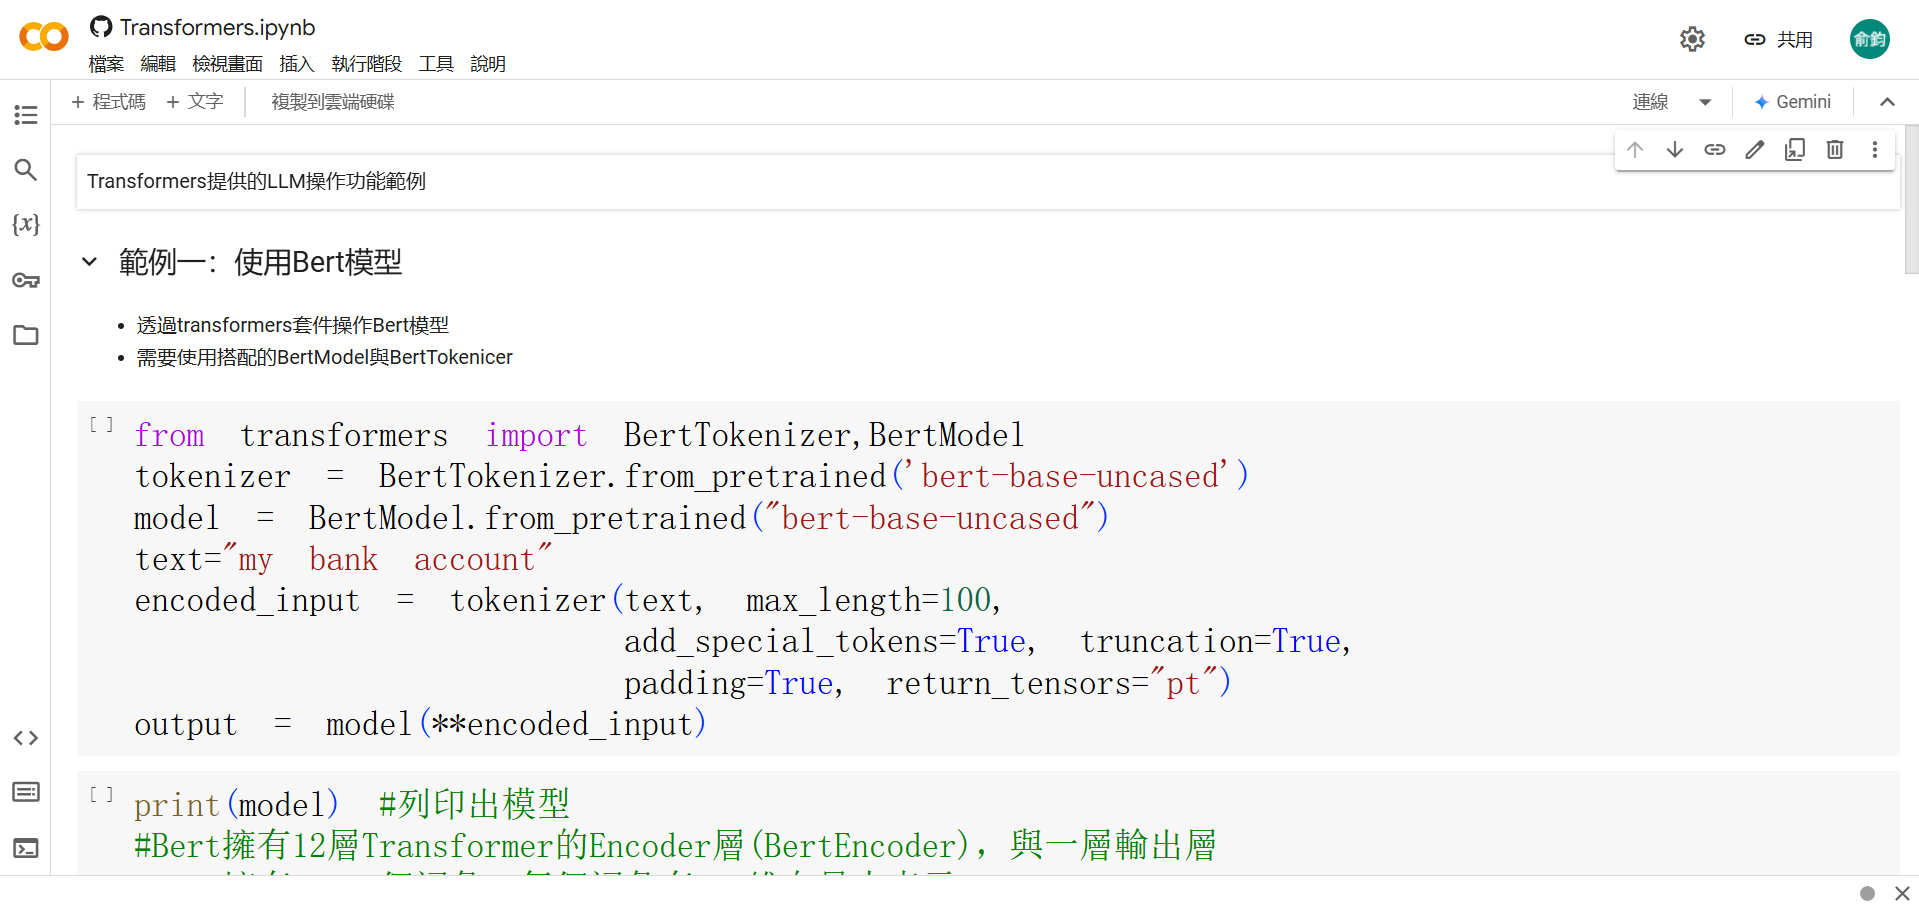 Transformers.ipynb
檔案 編輯 檢視畫面 插入 執行階段 工具 說明
共用
俞鈞
+ 程式碼 + 文字 複製到雲端硬碟
連線 Gemini
Transformers提供的LLM操作功能範例
範例一：使用Bert模型
透過transformers套件操作Bert模型
需要使用搭配的BertModel與BertTokenicer
[ ] from transformers import BertTokenizer,BertModel
tokenizer = BertTokenizer.from_pretrained('bert-base-uncased')
model = BertModel.from_pretrained("bert-base-uncased")
text="my bank account"
encoded_input = tokenizer(text, max_length=100,
add_special_tokens=True, truncation=True,
padding=True, return_tensors="pt")
output = model(**encoded_input)
[ ] print(model) #列印出模型
#Bert擁有12層Transformer的Encoder層(BertEncoder)，與一層輸出層